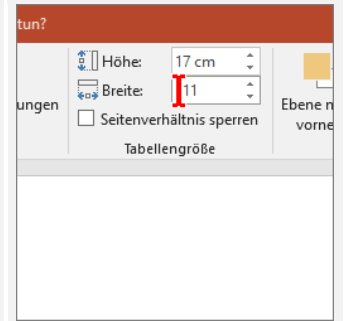 tun?
Höhe: 17 cm
Breite: 11
ungen
Seitenverhältnis sperren
Ebene n
vorne
Tabellengröße